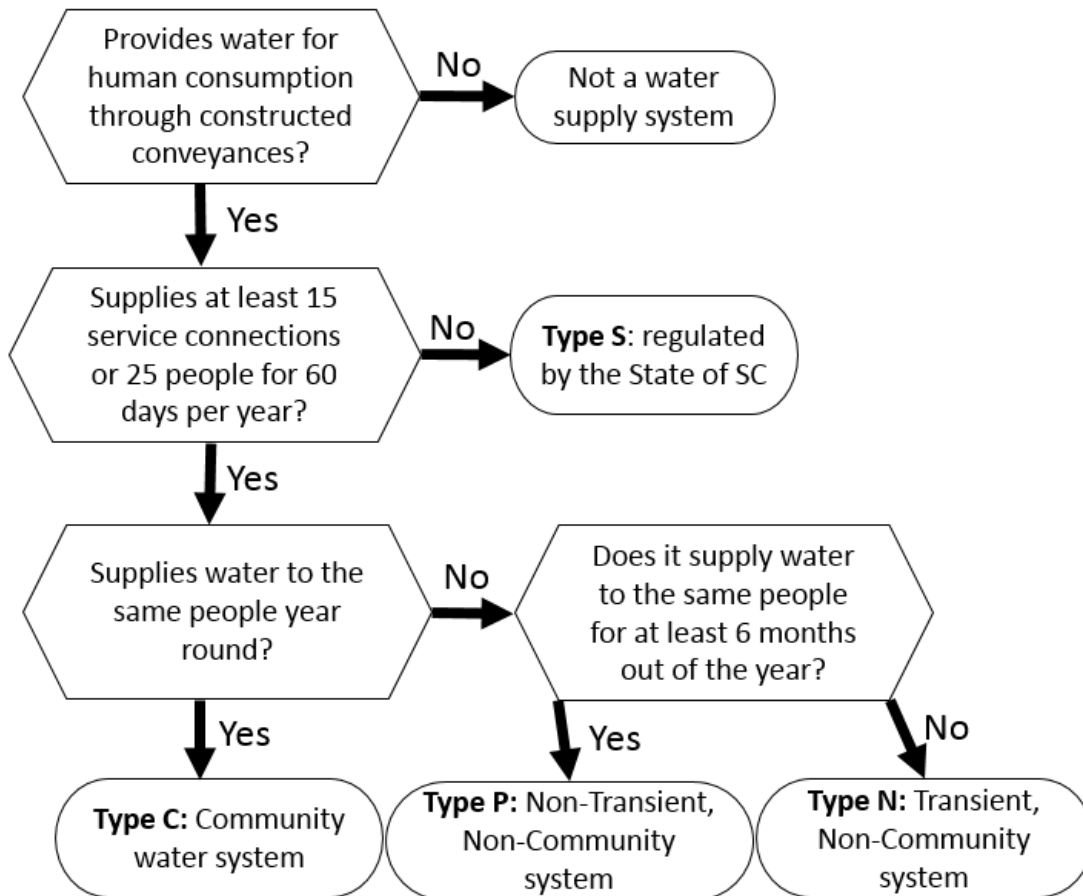 Provides water for
human consumption
through constructed
conveyances?
No
Not a water
supply system
Yes
Supplies at least 15
service connections
or 25 people for 60
days per year?
No
Type S: regulated
by the State of SC
Yes
Supplies water to the
same people year
round?
No
Does it supply water
to the same people
for at least 6 months
out of the year?
Yes
Type C: Community
water system
Yes
Type P: Non-Transient,
Non-Community
system
No
Type N: Transient,
Non-Community
system